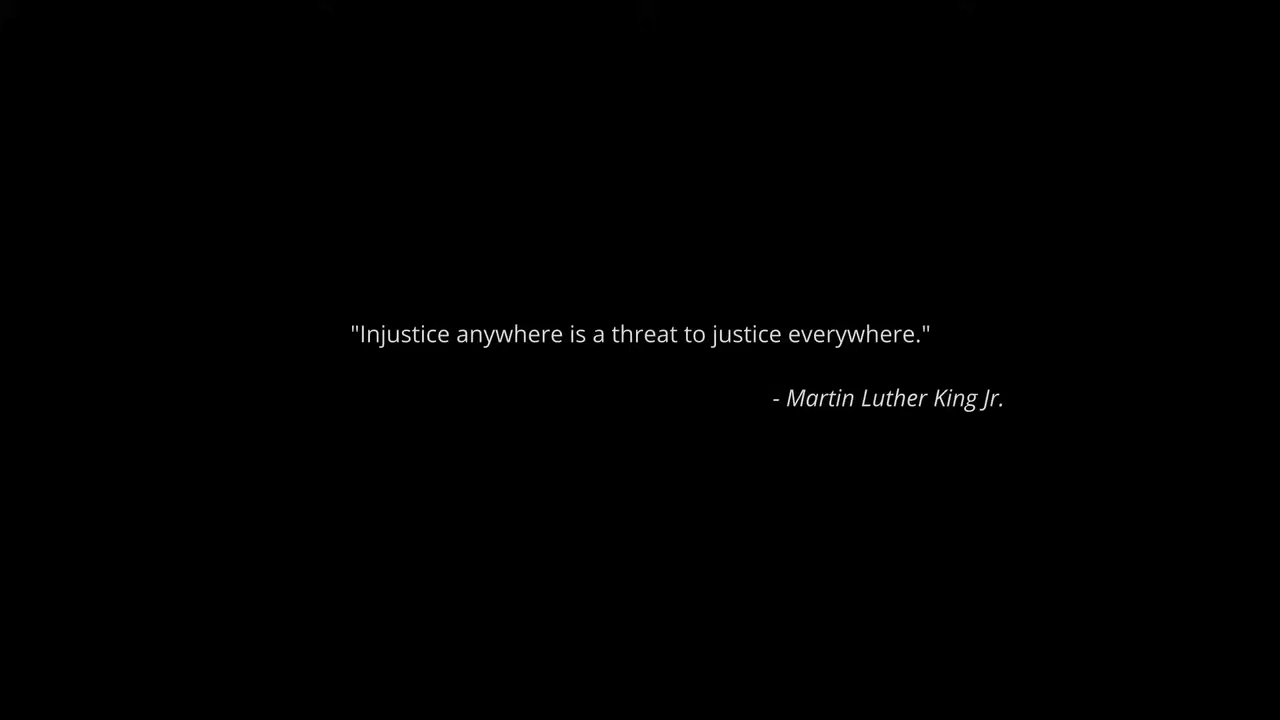 "Injustice anywhere is a threat to justice everywhere."
- Martin Luther King Jr.